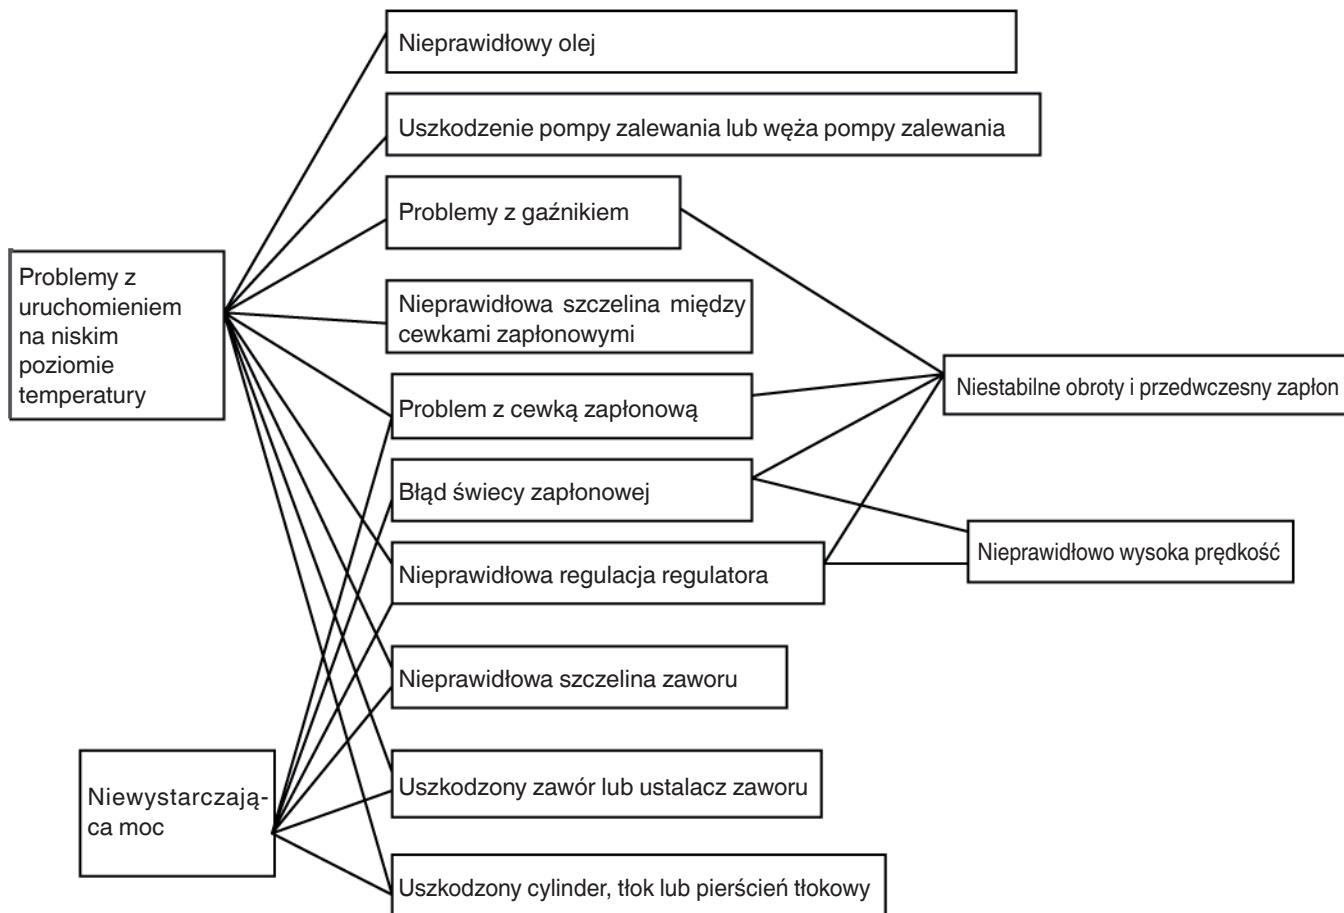 Nieprawidłowy olej
Uszkodzenie pompy zalewania lub węża pompy zalewania
Problemy z gaźnikiem
Problemy z
uruchomieniem
na niskim
poziomie
temperatury
Nieprawidłowa szczelina między
cewkami zapłonowymi
Niestabilne obroty i przedwczesny zapłon
Problem z cewką zapłonową
Błąd świecy zapłonowej
Nieprawidłowo wysoka prędkość
Nieprawidłowa regulacja regulatora
Nieprawidłowa szczelina zaworu
Niewystarczają-
ca moc
Uszkodzony zawór lub ustalacz zaworu
Uszkodzony cylinder, tłok lub pierścień tłokowy